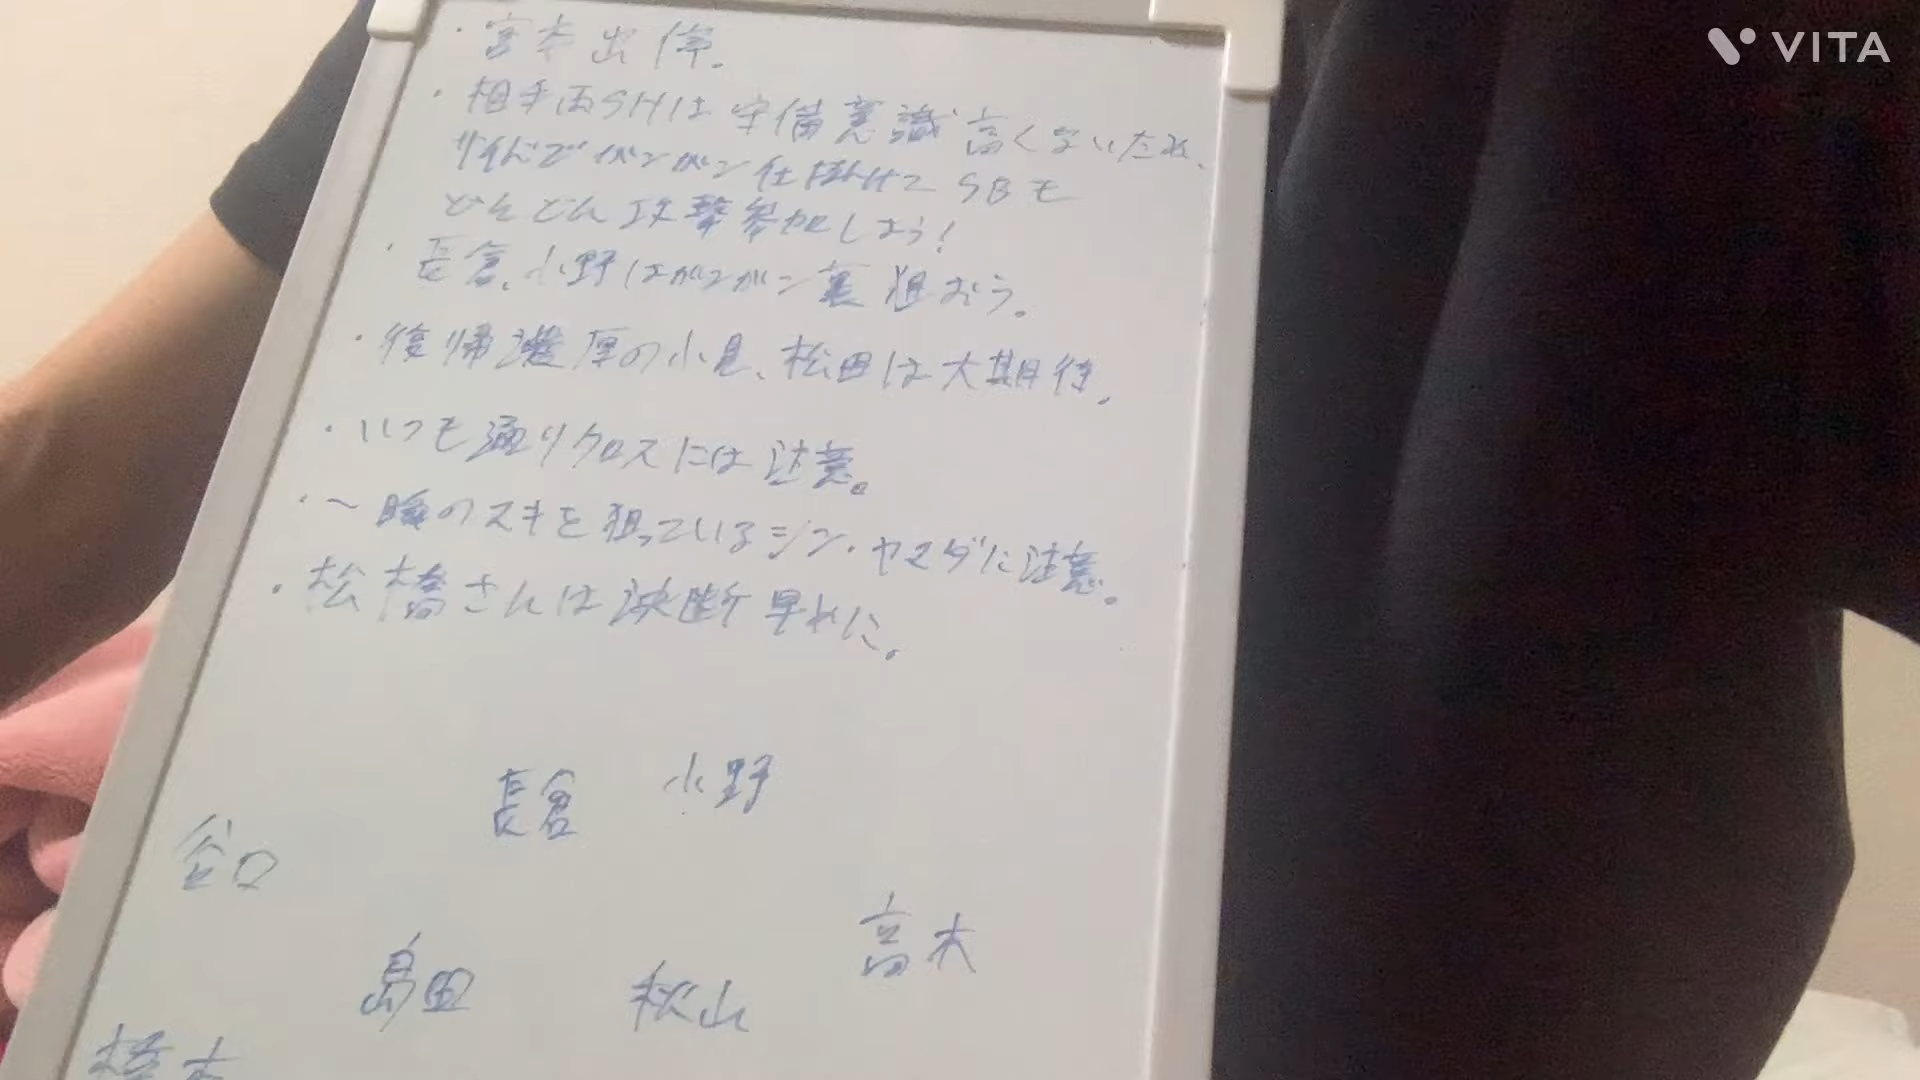 VITA
・宮本出停。
・相手両SHは守備意識高くないため、
サイドでガンガン仕掛けてSBも
どんどん攻撃参加しよう！
・長倉、小野はガンガン裏狙おう。
・復帰濃厚の小見、松田は大期待。
・いつも通りクロスには注意。
・一瞬のスキを狙っているジン・ヤマダに注意。
・松橋さんは決断早めに。
長倉 小野
谷口
高木
島田 秋山